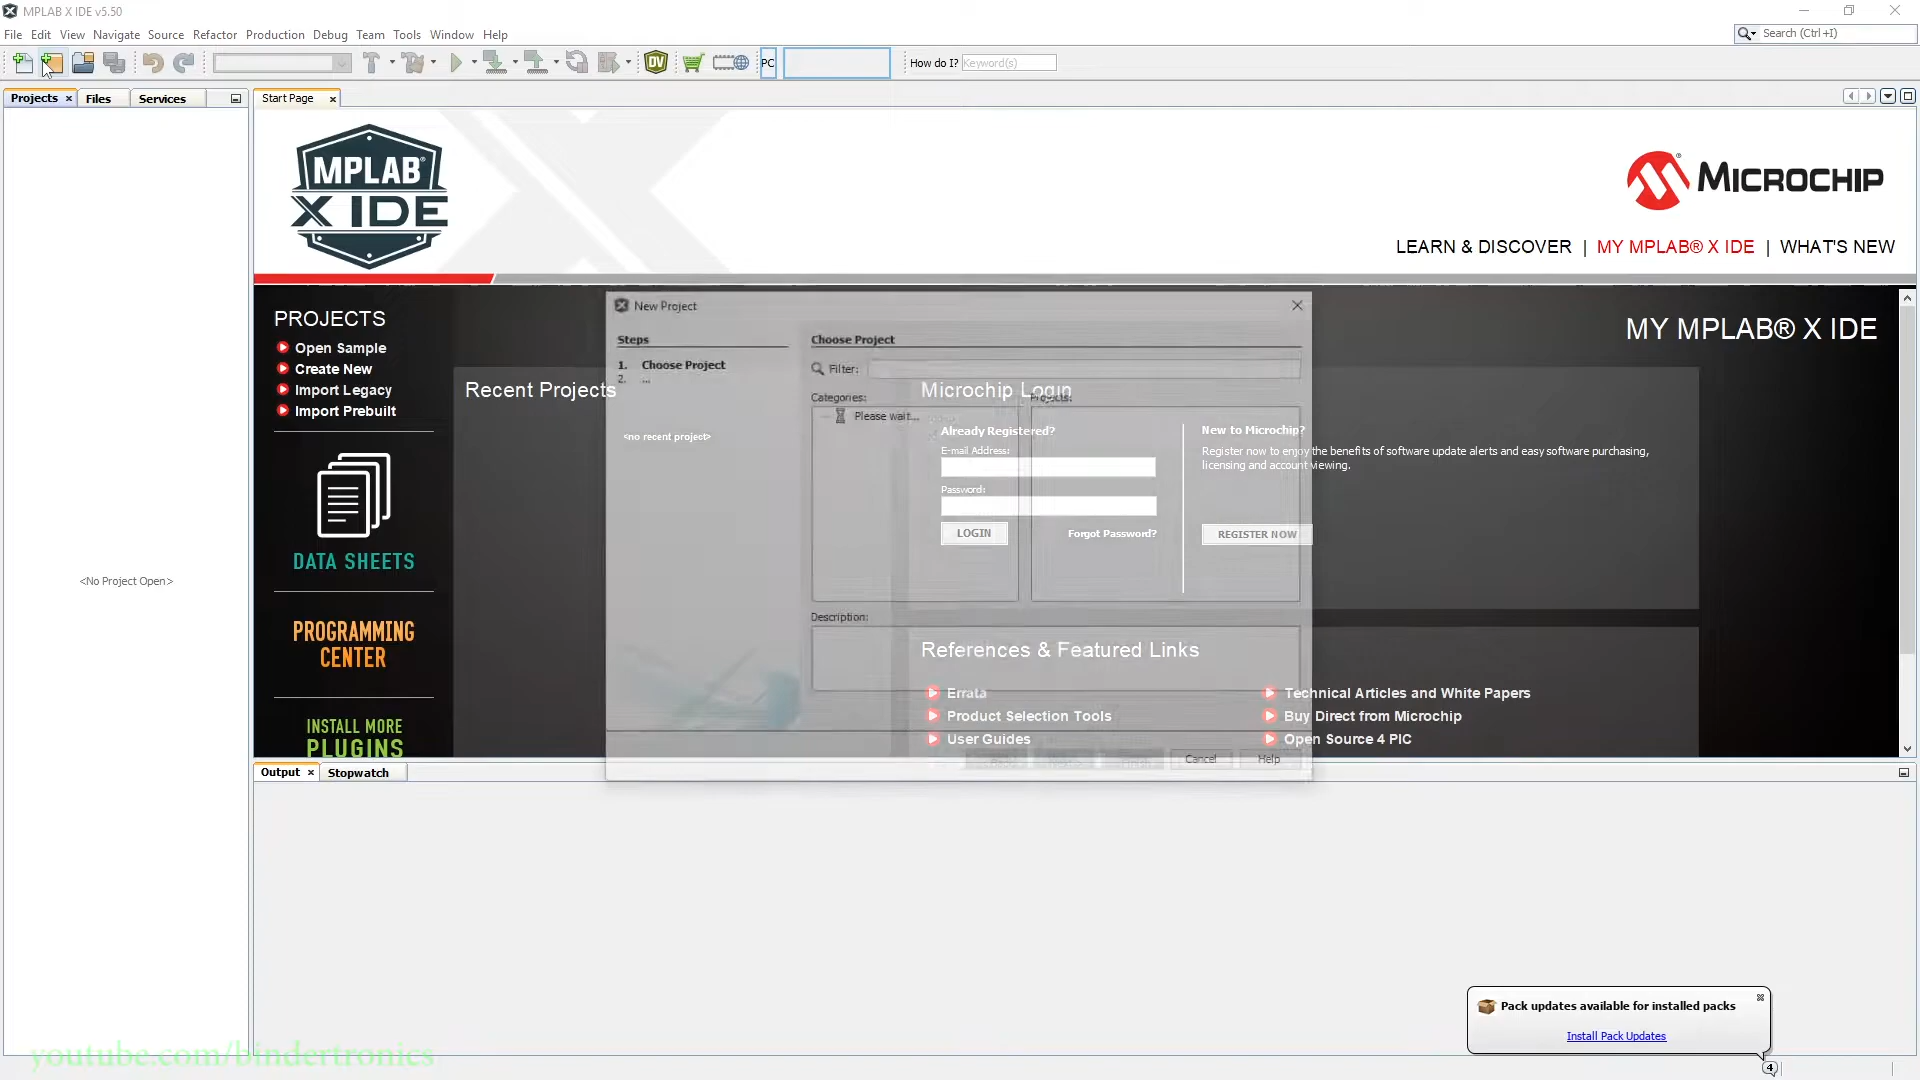 MPLAB X IDE v5.50
File Edit View Navigate Source Refactor Production Debug Team Tools Window Help
Search (Ctrl+I)
PC
How do I? Keyword(s)
DV
Projects Files Services
Start Page
MPLAB®
X IDE
MICROCHIP
LEARN & DISCOVER | MY MPLAB® X IDE | WHAT'S NEW
PROJECTS
Open Sample
Create New
Import Legacy
Import Prebuilt
DATA SHEETS
PROGRAMMING
CENTER
INSTALL MORE
PLUGINS
<No Project Open>
MY MPLAB® X IDE
Recent Projects
<no recent project>
New Project
Steps
1. Choose Project
2. ...
Choose Project
Filter:
Categories:
Projects:
Please wait...
Description:
Cancel
Help
Microchip Login
Already Registered?
E-mail Address:
Password:
LOGIN
Forgot Password?
New to Microchip?
Register now to enjoy the benefits of software update alerts and easy software purchasing,
licensing and account viewing.
REGISTER NOW
References & Featured Links
Errata
Product Selection Tools
User Guides
Technical Articles and White Papers
Buy Direct from Microchip
Open Source 4 PIC
Output Stopwatch
Pack updates available for installed packs
Install Pack Updates
4
youtube.com/bindertronics